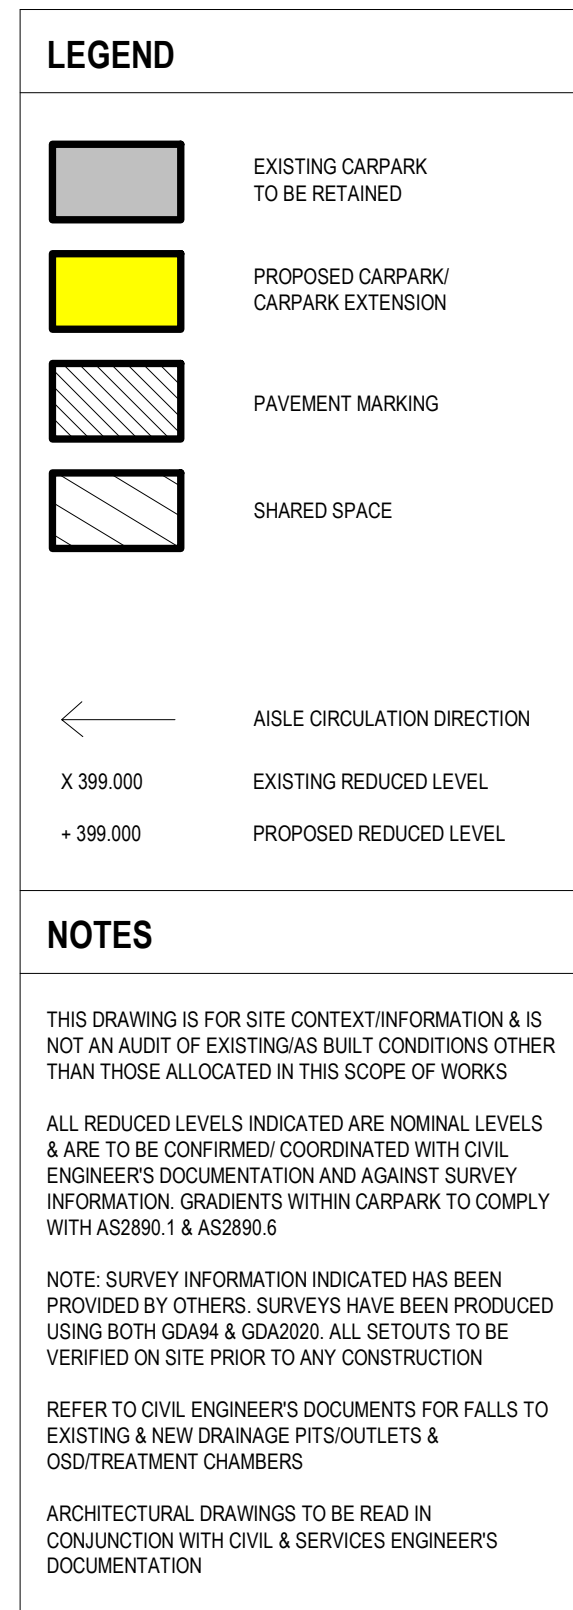 LEGEND
EXISTING CARPARK
TO BE RETAINED
PROPOSED CARPARK/
CARPARK EXTENSION
PAVEMENT MARKING
SHARED SPACE
AISLE CIRCULATION DIRECTION
X 399.000 EXISTING REDUCED LEVEL
+ 399.000 PROPOSED REDUCED LEVEL
NOTES
THIS DRAWING IS FOR SITE CONTEXT/INFORMATION & IS
NOT AN AUDIT OF EXISTING/AS BUILT CONDITIONS OTHER
THAN THOSE ALLOCATED IN THIS SCOPE OF WORKS
ALL REDUCED LEVELS INDICATED ARE NOMINAL LEVELS
& ARE TO BE CONFIRMED/ COORDINATED WITH CIVIL
ENGINEER'S DOCUMENTATION AND AGAINST SURVEY
INFORMATION. GRADIENTS WITHIN CARPARK TO COMPLY
WITH AS2890.1 & AS2890.6
NOTE: SURVEY INFORMATION INDICATED HAS BEEN
PROVIDED BY OTHERS. SURVEYS HAVE BEEN PRODUCED
USING BOTH GDA94 & GDA2020. ALL SETOUTS TO BE
VERIFIED ON SITE PRIOR TO ANY CONSTRUCTION
REFER TO CIVIL ENGINEER'S DOCUMENTS FOR FALLS TO
EXISTING & NEW DRAINAGE PITS/OUTLETS &
OSD/TREATMENT CHAMBERS
ARCHITECTURAL DRAWINGS TO BE READ IN
CONJUNCTION WITH CIVIL & SERVICES ENGINEER'S
DOCUMENTATION